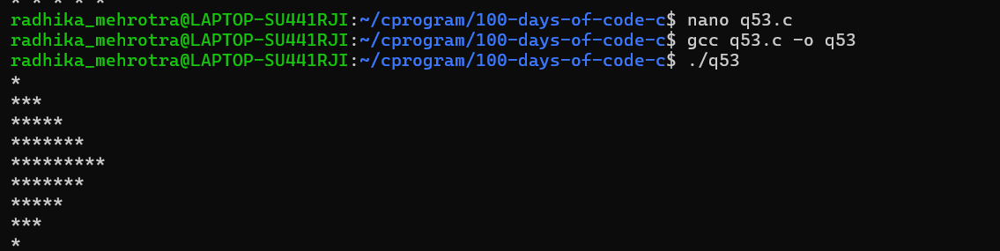 * * * * *
radhika_mehrotra@LAPTOP-SU441RJI:~/cprogram/100-days-of-code-c$ nano q53.c
radhika_mehrotra@LAPTOP-SU441RJI:~/cprogram/100-days-of-code-c$ gcc q53.c -o q53
radhika_mehrotra@LAPTOP-SU441RJI:~/cprogram/100-days-of-code-c$ ./q53
*
***
*****
*******
*********
*******
*****
***
*